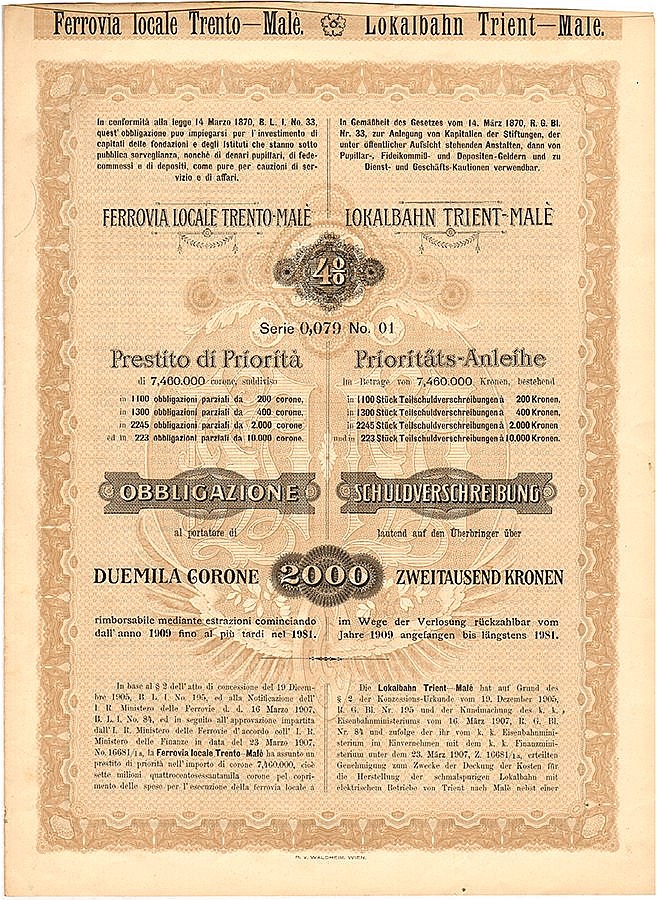 Ferrovia locale Trento—Malè. Lokalbahn Trient—Male.
In conformità alla legge 14 Marzo 1870, B. L. I. No. 33,
quest' obbligazione puo impiegarsi per l'investimento di
capitali delle fondazioni e degli Istituti che stanno sotto
pubblica sorveglianza, nonchè di denari pupillari, di fede-
commessi e di depositi, come pure per cauzioni di ser-
vizio e di affari.
In Gemäßheit des Gesetzes vom 14. März 1870, R. G. Bl.
Nr. 33, zur Anlegung von Kapitalien der Stiftungen, der
unter öffentlicher Aufsicht stehenden Anstalten, dann von
Pupillar-, Fideikommiß- und Depositen-Geldern und zu
Dienst- und Geschäfts-Kautionen verwendbar.
FERROVIA LOCALE TRENTO-MALÈ
LOKALBAHN TRIENT-MALÈ
4%
Serie 0,079 No. 01
Prestito di Priorità
di 7,460.000 corone, suddiviso
in 1100 obbligazioni parziali da 200 corone,
in 1300 obbligazioni parziali da 400 corone,
in 2245 obbligazioni parziali da 2.000 corone
ed in 223 obbligazioni parziali da 10.000 corone.
Prioritäts-Anleihe
im Betrage von 7,460.000 Kronen, bestehend
in 1100 Stück Teilschuldverschreibungen à 200 Kronen,
in 1300 Stück Teilschuldverschreibungen à 400 Kronen,
in 2245 Stück Teilschuldverschreibungen à 2.000 Kronen
und in 223 Stück Teilschuldverschreibungen à 10.000 Kronen.
OBBLIGAZIONE
SCHULDVERSCHREIBUNG
al portatore di
lautend auf den Überbringer über
DUEMILA CORONE 2000 ZWEITAUSEND KRONEN
rimborsabile mediante estrazioni cominciando
dall'anno 1909 fino al più tardi nel 1981.
im Wege der Verlosung rückzahlbar vom
Jahre 1909 angefangen bis längstens 1981.
In base al § 2 dell'atto di concessione del 19 Dicem-
bre 1905, B. L. I No. 195, ed alla Notificazione dell'
I. R. Ministero delle Ferrovie d. d. 16 Marzo 1907,
B. L. I. No. 84, ed in seguito all'approvazione impartita
dall'I. R. Ministero delle Ferrovie d'accordo coll' I. R.
Ministero delle Finanze in data del 23 Marzo 1907,
No. 16681/1A, la Ferrovia locale Trento-Malè ha assunto un
prestito di priorità nell'importo di corone 7,460.000, cioè
sette milioni quattrocentosessantamila corone pel copri-
mento delle spese per l'esecuzione della ferrovia locale a
Die Lokalbahn Trient—Malè hat auf Grund des
§ 2 der Konzessions-Urkunde vom 19. Dezember 1905,
R. G. Bl. Nr. 195 und der Kundmachung des k. k.
Eisenbahnministeriums vom 16. März 1907, R. G. Bl.
Nr. 84 und zufolge der ihr vom k. k. Eisenbahnmini-
sterium im Einvernehmen mit dem k. k. Finanzmini-
sterium unter dem 23. März 1907, Z. 16681/1A, erteilten
Genehmigung zum Zwecke der Deckung der Kosten für
die Herstellung der schmalspurigen Lokalbahn mit
elektrischem Betriebe von Trient nach Malè nebst einer
R. v. WALDHEIM, WIEN.